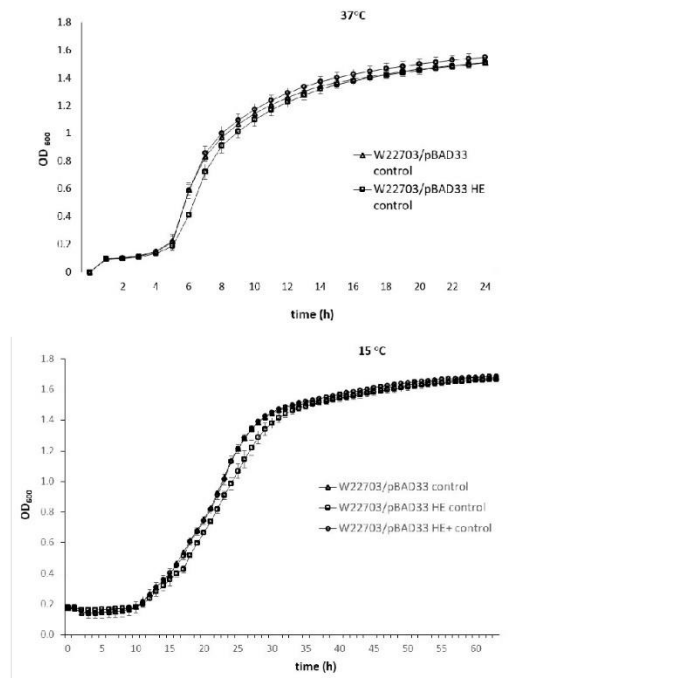 37°C
1.8
1.6
1.4
1.2
1
0.8
0.6
0.4
0.2
0
OD 600
W22703/pBAD33
control
W22703/pBAD33 HE
control
2 4 6 8 10 12 14 16 18 20 22 24
time (h)
15 °C
1.8
1.6
1.4
1.2
1.0
0.8
0.6
0.4
0.2
0.0
OD600
W22703/pBAD33 control
W22703/pBAD33 HE control
W22703/pBAD33 HE+ control
0 5 10 15 20 25 30 35 40 45 50 55 60
time (h)